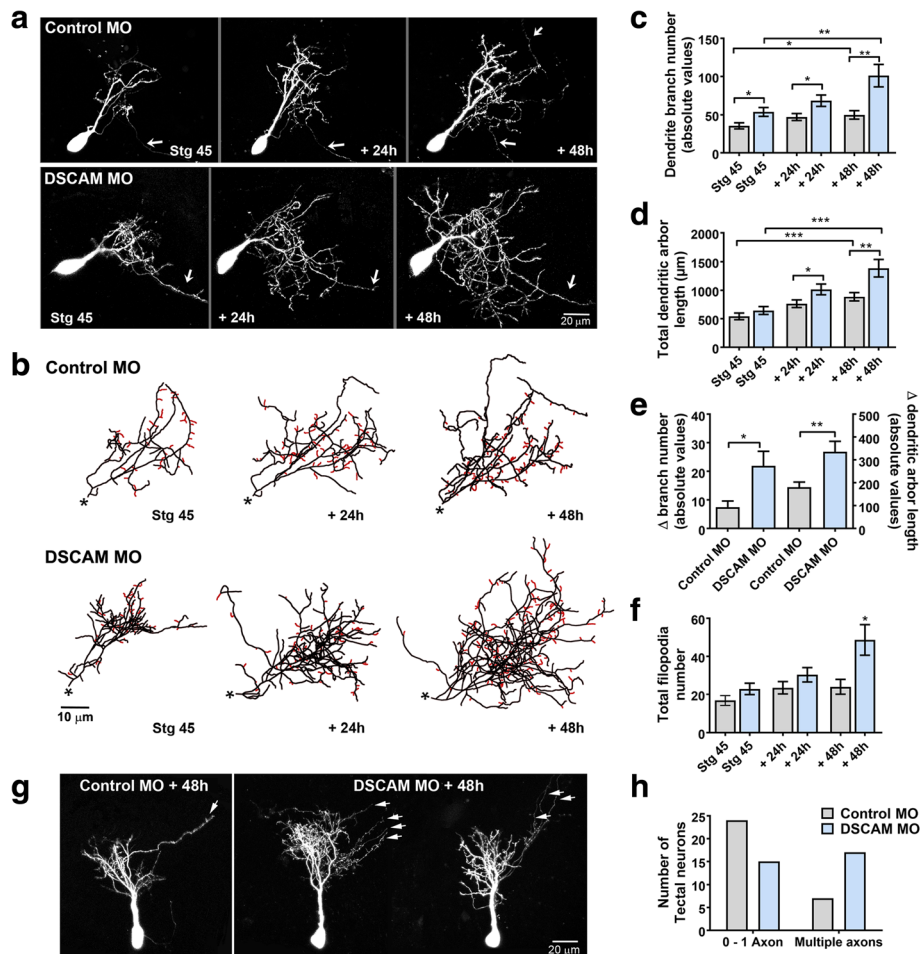 a
Control MO
Stg 45
+ 24h
+ 48h
DSCAM MO
Stg 45
+ 24h
+ 48h
20 µm
b
Control MO
*
Stg 45
*
+ 24h
*
+ 48h
DSCAM MO
*
10 µm
Stg 45
*
+ 24h
*
+ 48h
c
Dendrite branch number
(absolute values)
150
100
50
0
*
*
*
**
**
Stg 45
Stg 45
+ 24h
+ 24h
+ 48h
+ 48h
d
Total dendritic arbor
length (µm)
2000
1500
1000
500
0
***
***
*
**
Stg 45
Stg 45
+ 24h
+ 24h
+ 48h
+ 48h
e
Δ branch number
(absolute values)
40
30
20
10
0
*
**
500
400
300
200
100
0
Δ dendritic arbor length
(absolute values)
Control MO
DSCAM MO
Control MO
DSCAM MO
f
Total filopodia
number
60
40
20
0
*
Stg 45
Stg 45
+ 24h
+ 24h
+ 48h
+ 48h
g
Control MO + 48h
DSCAM MO + 48h
20 µm
h
Number of
Tectal neurons
25
20
15
10
5
0
Control MO
DSCAM MO
0 - 1 Axon
Multiple axons